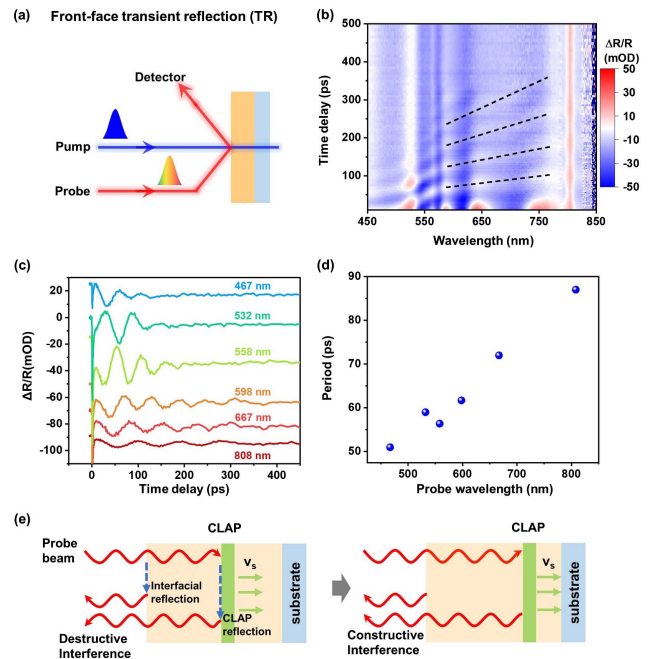 (a) Front-face transient reflection (TR)
Detector
Pump
Probe
(b)
ΔR/R
(mOD)
50
30
10
-10
-30
-50
Time delay (ps)
500
400
300
200
100
450 550 650 750 850
Wavelength (nm)
(c)
ΔR/R(mOD)
20
0
-20
-40
-60
-80
-100
467 nm
532 nm
558 nm
598 nm
667 nm
808 nm
0 100 200 300 400
Time delay (ps)
(d)
Period (ps)
90
80
70
60
50
500 600 700 800
Probe wavelength (nm)
(e)
CLAP
Probe
beam
vs
Interfacial
reflection
CLAP
reflection
substrate
Destructive
Interference
CLAP
vs
substrate
Constructive
Interference